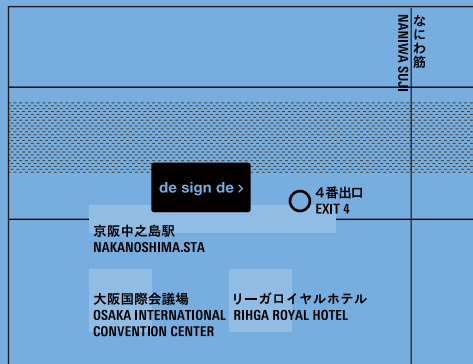 なにわ筋
NANIWA SUJI
de sign de ›
4番出口
EXIT 4
京阪中之島駅
NAKANOSHIMA.STA
大阪国際会議場
OSAKA INTERNATIONAL
CONVENTION CENTER
リーガロイヤルホテル
RIHGA ROYAL HOTEL